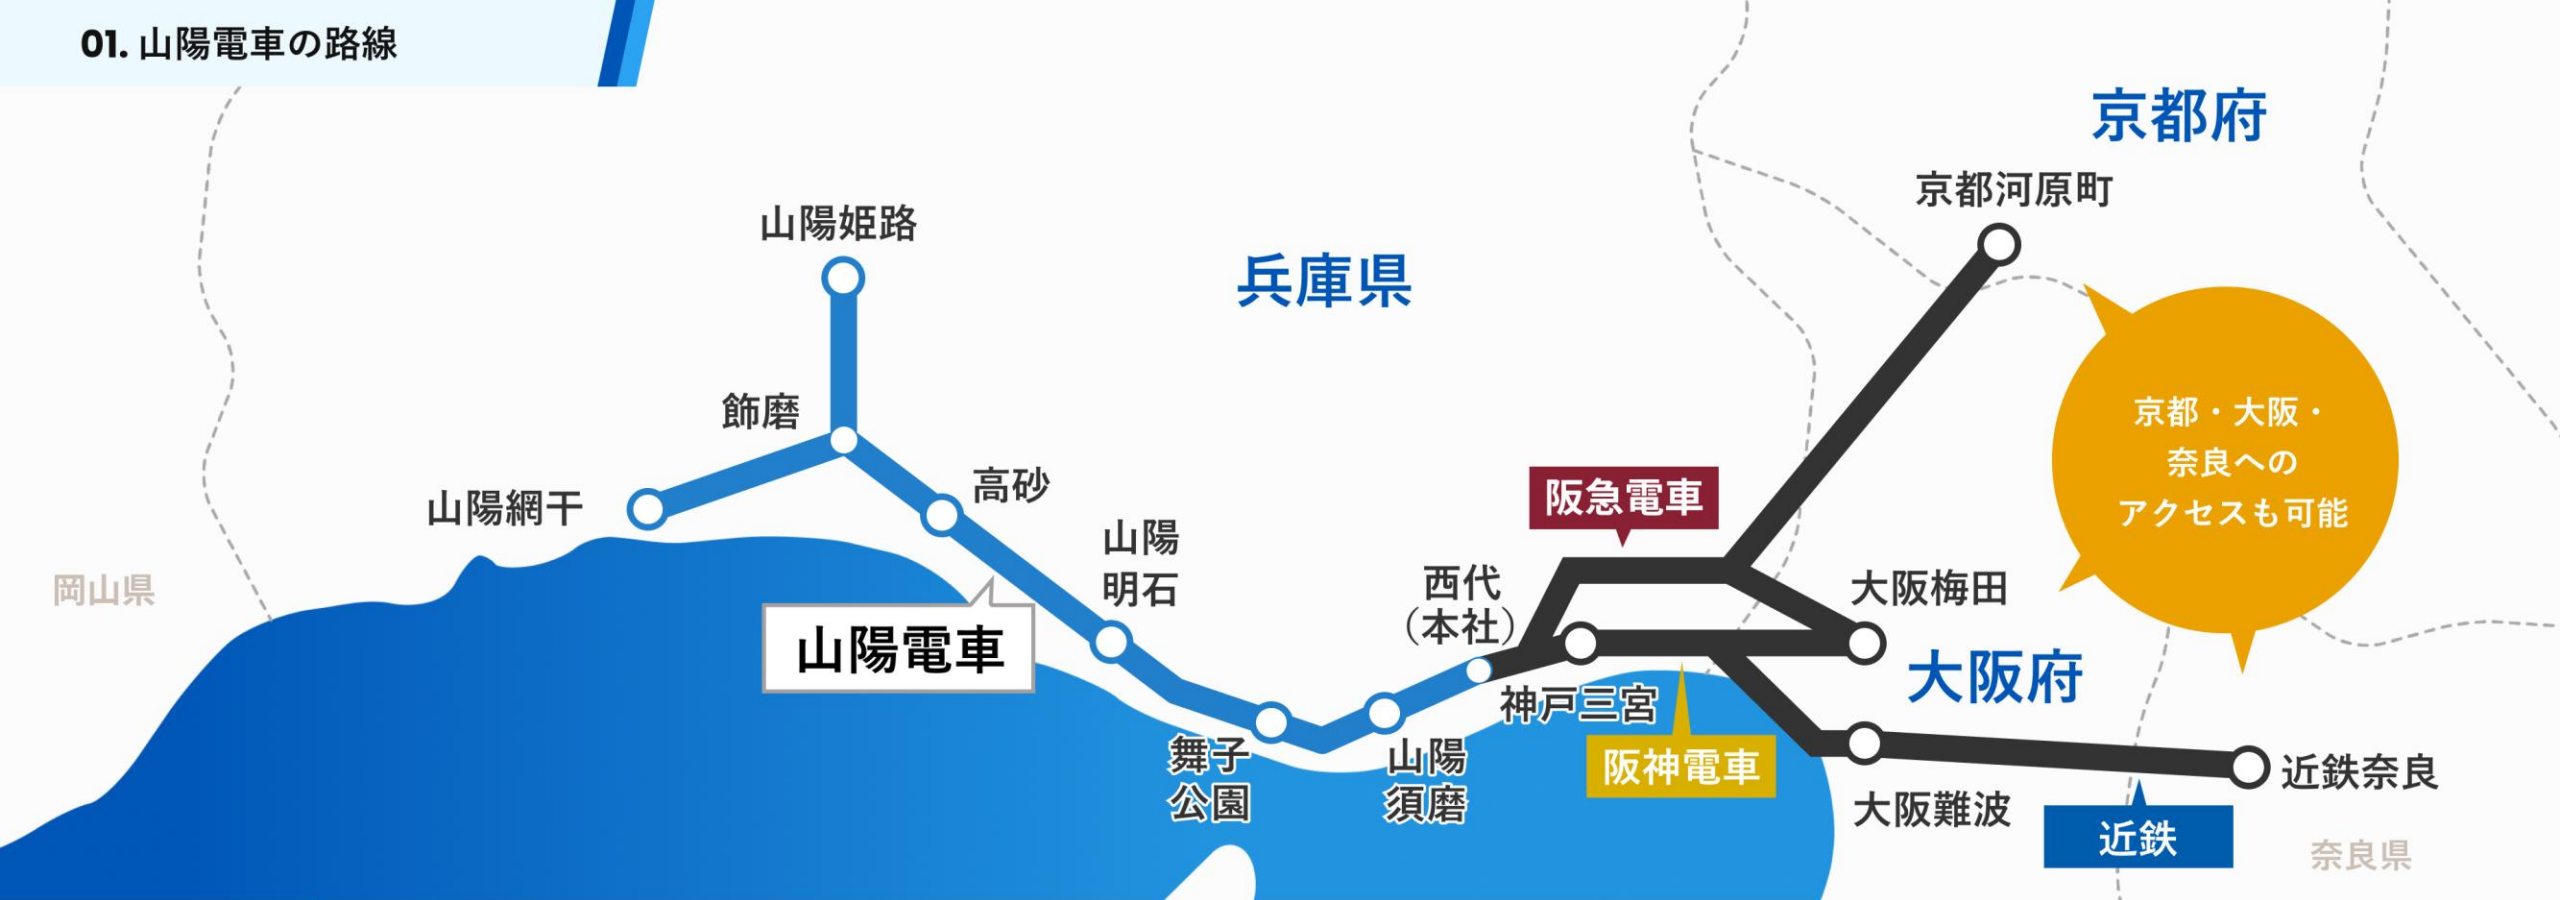 01. 山陽電車の路線
京都府
京都河原町
山陽姫路
兵庫県
飾磨
山陽網干
高砂
山陽
明石
山陽電車
岡山県
舞子
公園
山陽
須磨
西代
(本社)
神戸三宮
阪急電車
阪神電車
大阪梅田
大阪府
大阪難波
近鉄
近鉄奈良
奈良県
京都・大阪・
奈良への
アクセスも可能